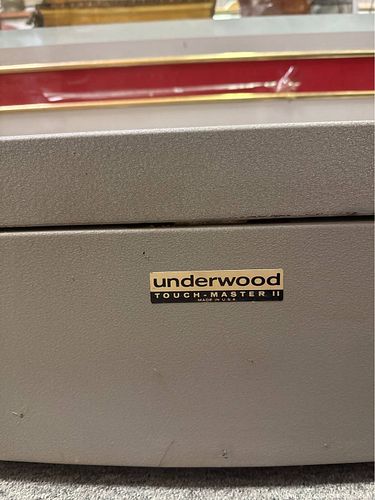 underwood
TOUCH-MASTER II
MADE IN U.S.A.